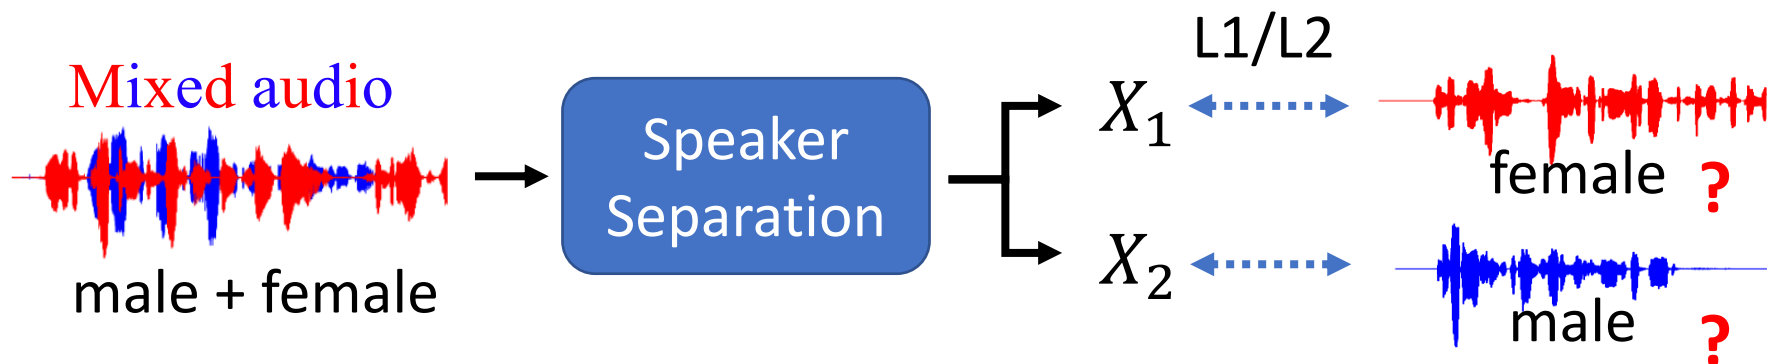 Mixed audio
male + female
Speaker
Separation
L1/L2
X₁
female ?
X₂
male ?